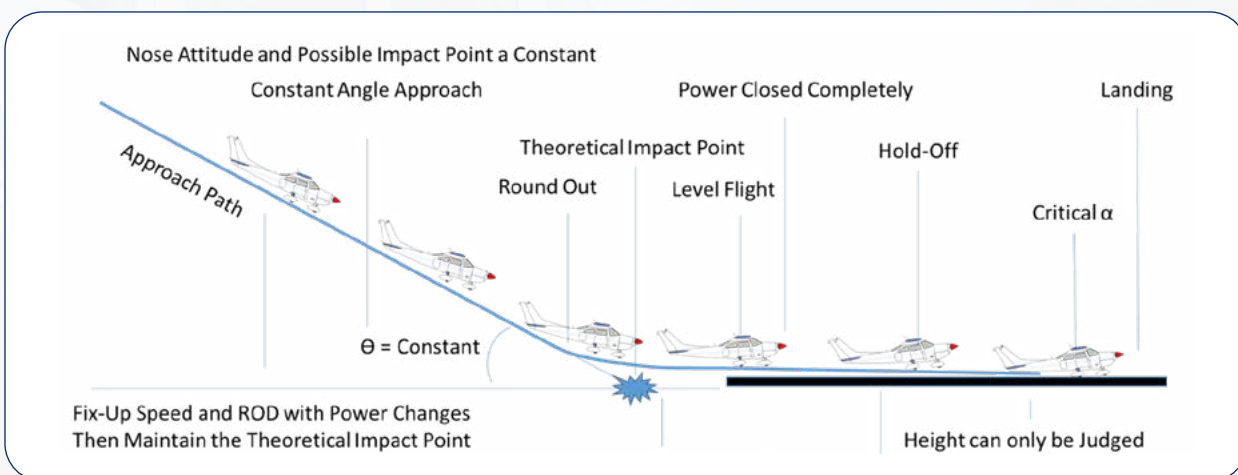 Nose Attitude and Possible Impact Point a Constant
Constant Angle Approach
Power Closed Completely
Landing
Theoretical Impact Point
Hold-Off
Approach Path
Round Out
Level Flight
Critical α
Ɵ = Constant
Fix-Up Speed and ROD with Power Changes
Then Maintain the Theoretical Impact Point
Height can only be Judged